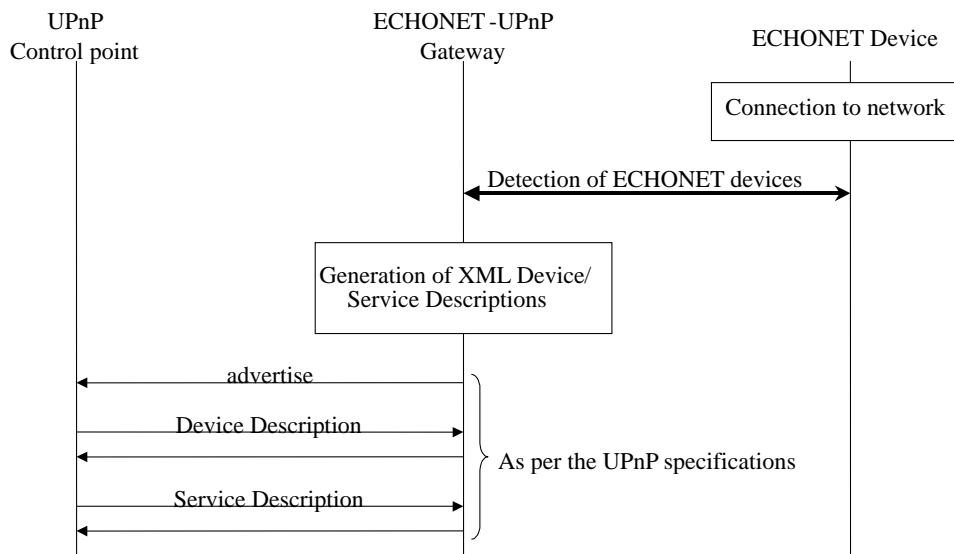 UPnP
Control point
ECHONET -UPnP
Gateway
ECHONET Device
Connection to network
Detection of ECHONET devices
Generation of XML Device/
Service Descriptions
advertise
Device Description
As per the UPnP specifications
Service Description